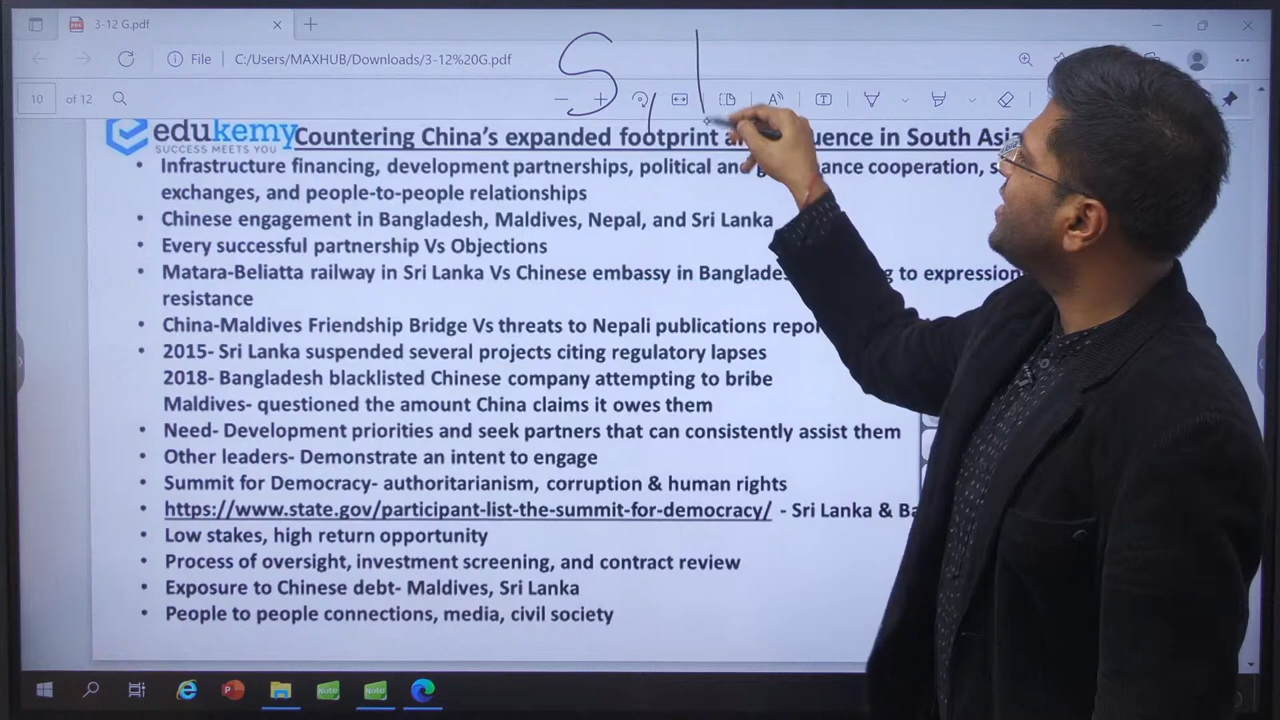 3-12 G.pdf
File C:/Users/MAXHUB/Downloads/3-12%20G.pdf
10 of 12
S, l
edukemy
SUCCESS MEETS YOU
Countering China's expanded footprint in South Asia
• Infrastructure financing, development partnerships, political and cooperation,
exchanges, and people-to-people relationships
• Chinese engagement in Bangladesh, Maldives, Nepal, and Sri Lanka
• Every successful partnership Vs Objections
• Matara-Beliatta railway in Sri Lanka Vs Chinese embassy in to expression
resistance
• China-Maldives Friendship Bridge Vs threats to Nepali publications
• 2015- Sri Lanka suspended several projects citing regulatory lapses
2018- Bangladesh blacklisted Chinese company attempting to bribe
Maldives- questioned the amount China claims it owes them
• Need- Development priorities and seek partners that can consistently assist them
• Other leaders- Demonstrate an intent to engage
• Summit for Democracy- authoritarianism, corruption & human rights
• https://www.state.gov/participant-list-the-summit-for-democracy/ - Sri Lanka &
• Low stakes, high return opportunity
• Process of oversight, investment screening, and contract review
• Exposure to Chinese debt- Maldives, Sri Lanka
• People to people connections, media, civil society